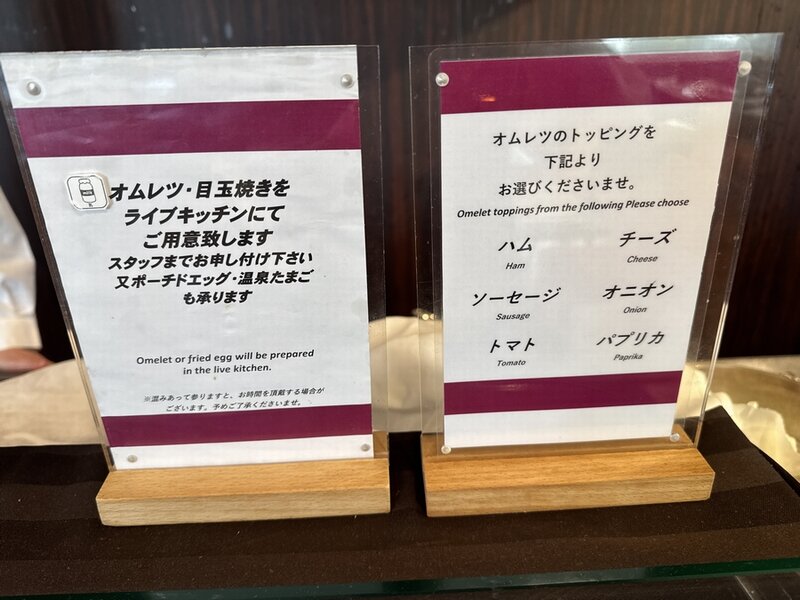 オムレツ・目玉焼きを
ライブキッチンにて
ご用意致します
スタッフまでお申し付け下さい
又ポーチドエッグ・温泉たまご
も承ります
Omelet or fried egg will be prepared
in the live kitchen.
※混みあって参りますと、お時間を頂戴する場合が
ございます。予めご了承くださいませ。
オムレツのトッピングを
下記より
お選びくださいませ。
Omelet toppings from the following Please choose
ハム チーズ
Ham Cheese
ソーセージ オニオン
Sausage Onion
トマト パプリカ
Tomato Paprika